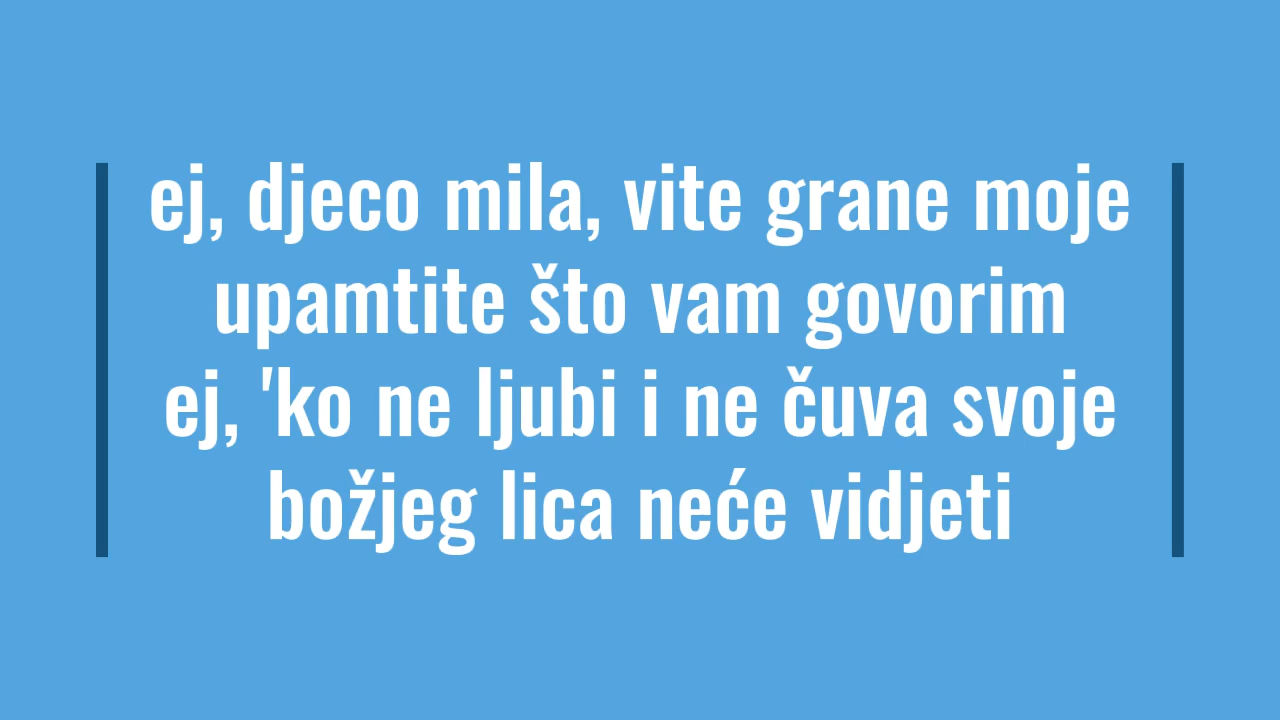 ej, djeco mila, vite grane moje
upamtite što vam govorim
ej, 'ko ne ljubi i ne čuva svoje
božjeg lica neće vidjeti